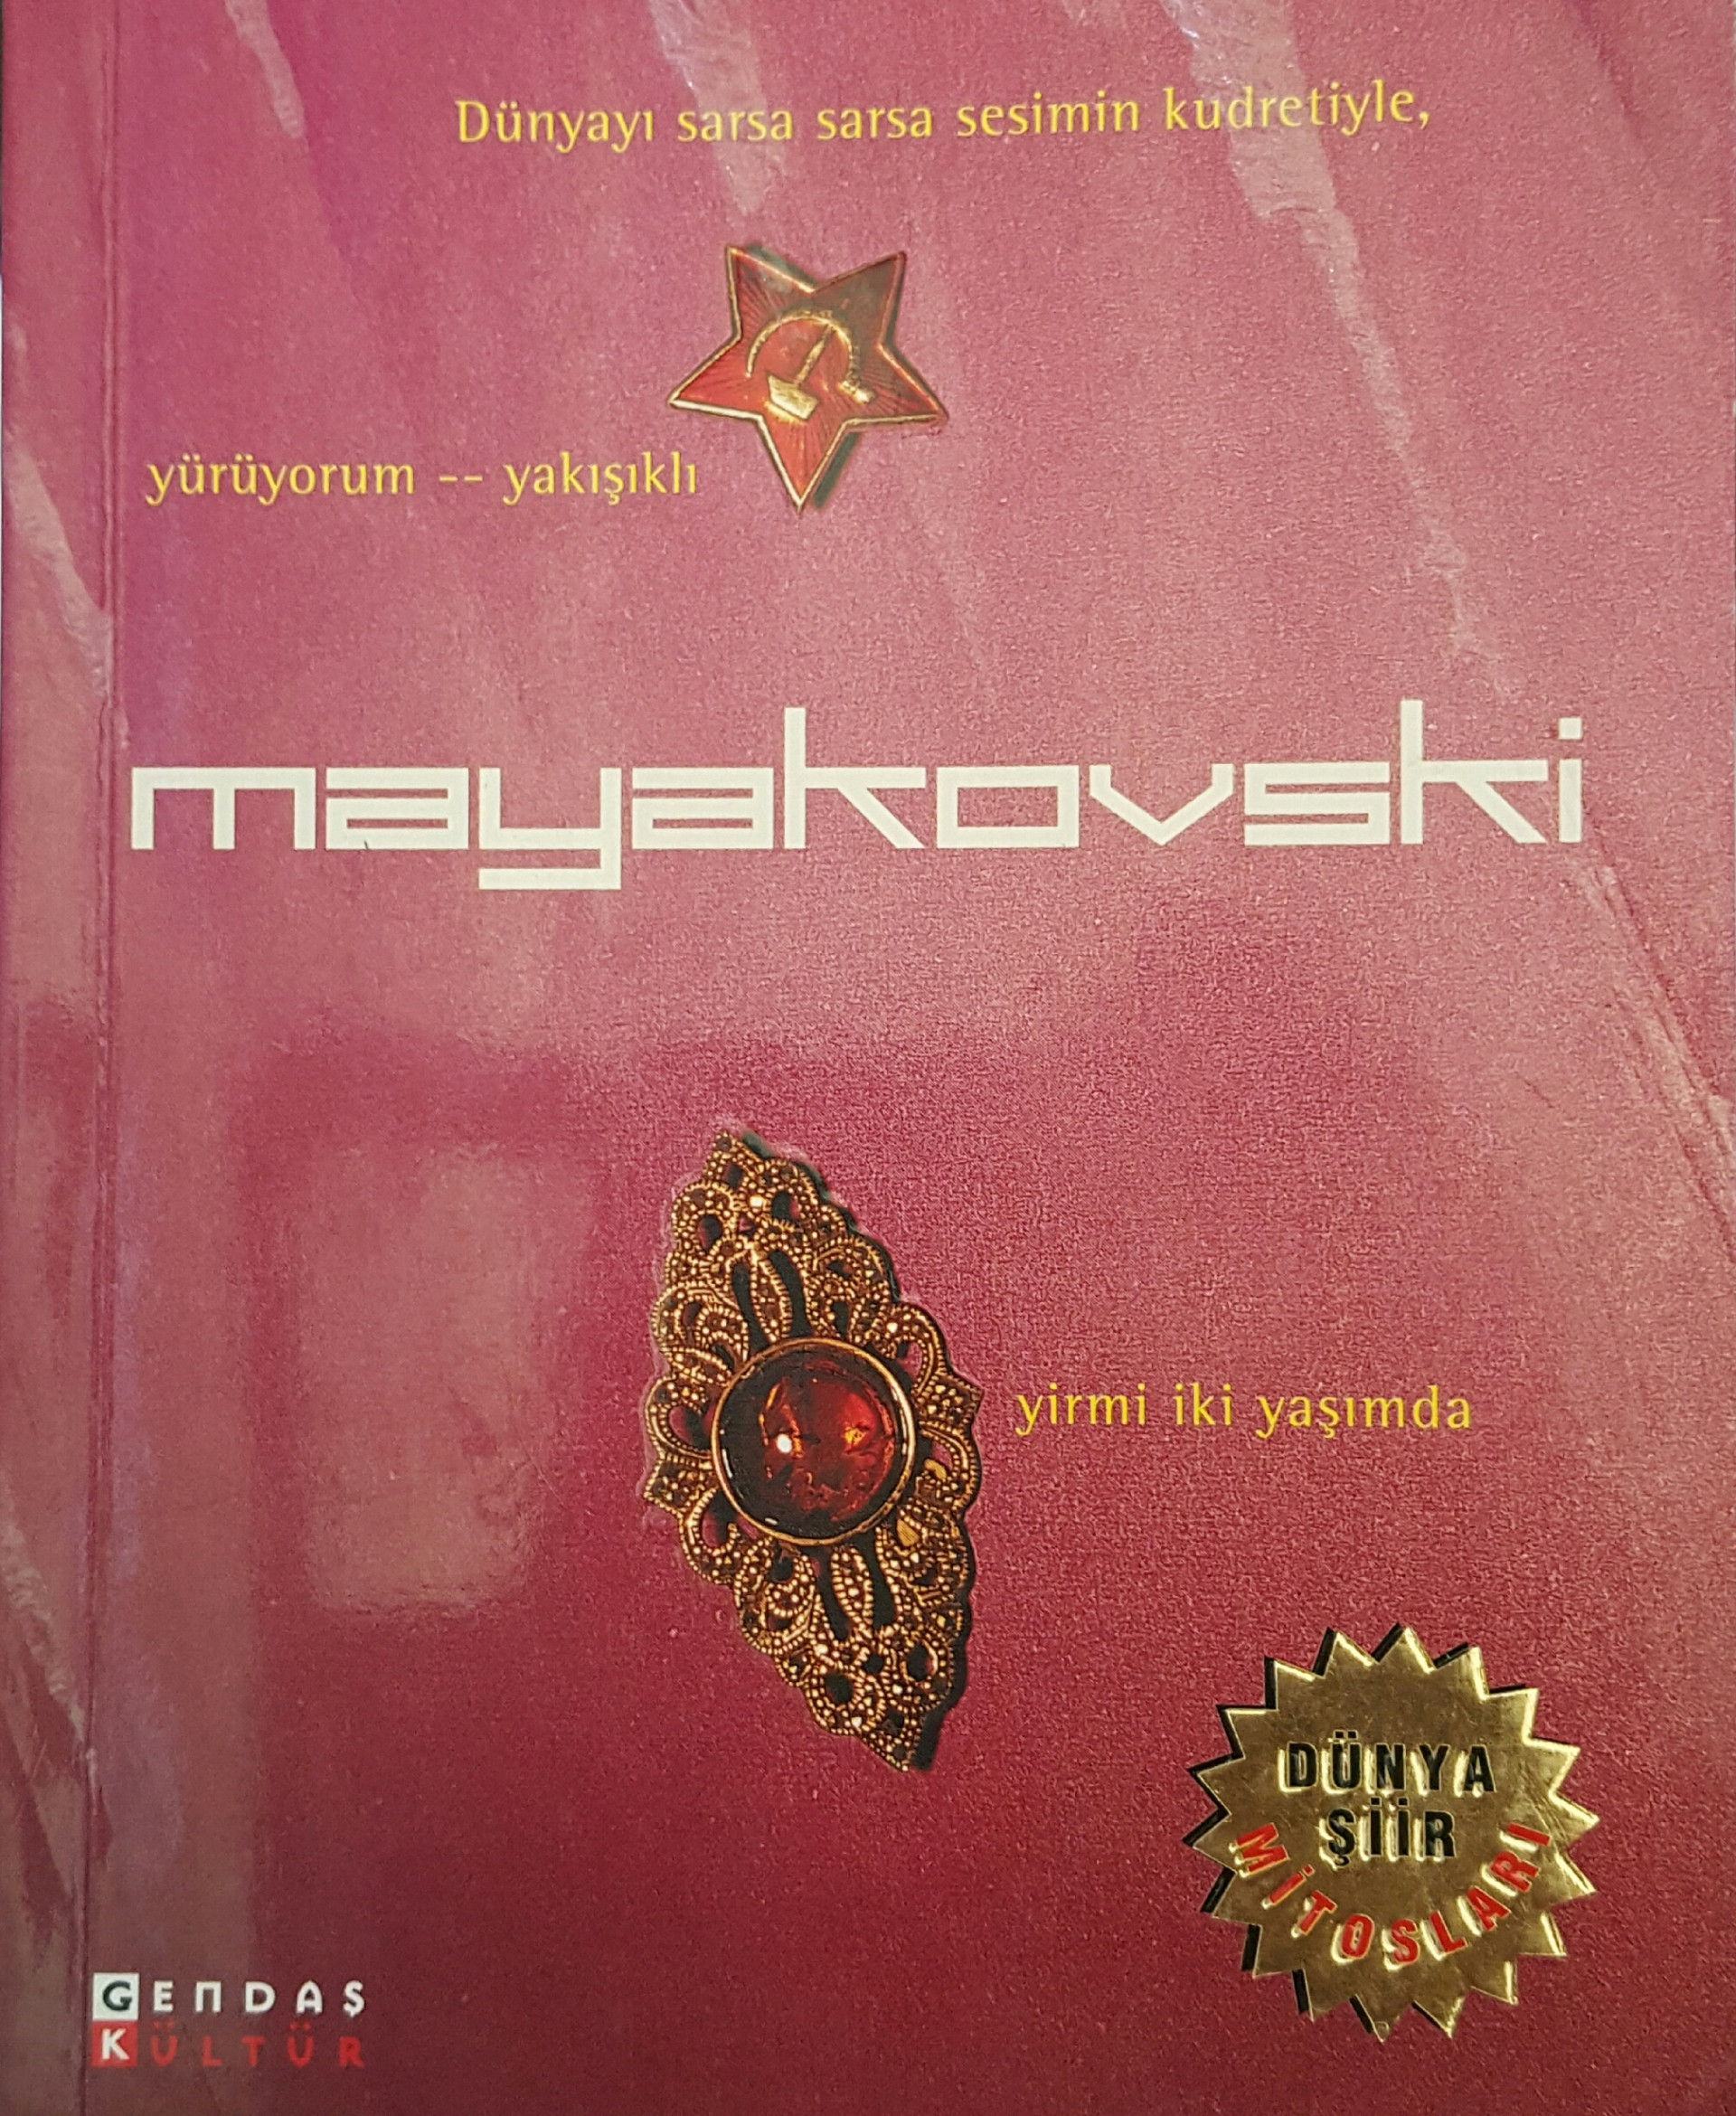 Dünyayı sarsa sarsa sesimin kudretiyle,
yürüyorum -- yakışıklı
mayakovski
yirmi iki yaşımda
DÜNYA
ŞİİR
MİTOSLARI
GENDAŞ
KÜLTÜR